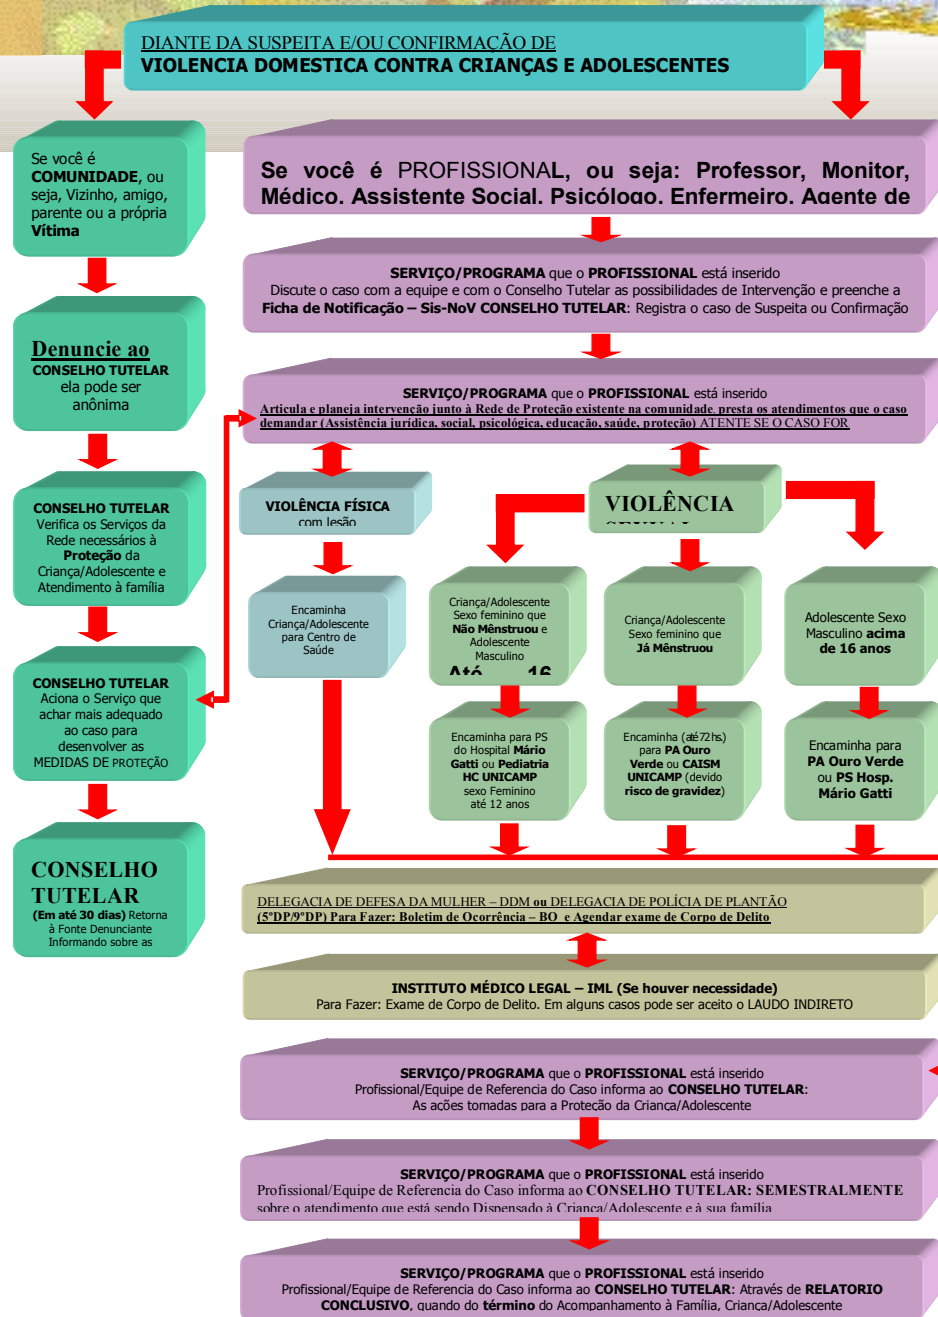 DIANTE DA SUSPEITA E/OU CONFIRMAÇÃO DE
VIOLENCIA DOMESTICA CONTRA CRIANÇAS E ADOLESCENTES
Se você é
COMUNIDADE, ou
seja, Vizinho, amigo,
parente ou a própria
Vítima
Denuncie ao
CONSELHO TUTELAR
ela pode ser
anônima
CONSELHO TUTELAR
Verifica os Serviços da
Rede necessários à
Proteção da
Criança/Adolescente e
Atendimento à família
CONSELHO TUTELAR
Aciona o Serviço que
achar mais adequado
ao caso para
desenvolver as
MEDIDAS DE PROTEÇÃO
CONSELHO
TUTELAR
(Em até 30 dias) Retorna
à Fonte Denunciante
Informando sobre as
Se você é PROFISSIONAL, ou seja: Professor, Monitor,
Médico, Assistente Social, Psicólogo, Enfermeiro, Agente de
SERVIÇO/PROGRAMA que o PROFISSIONAL está inserido
Discute o caso com a equipe e com o Conselho Tutelar as possibilidades de Intervenção e preenche a
Ficha de Notificação – Sis-NoV CONSELHO TUTELAR: Registra o caso de Suspeita ou Confirmação
SERVIÇO/PROGRAMA que o PROFISSIONAL está inserido
Articula e planeja intervenção junto à Rede de Proteção existente na comunidade, presta os atendimentos que o caso
demandar (Assistência jurídica, social, psicológica, educação, saúde, proteção) ATENTE SE O CASO FOR
VIOLÊNCIA FÍSICA
com lesão
VIOLÊNCIA
Encaminha
Criança/Adolescente
para Centro de
Saúde
Criança/Adolescente
Sexo feminino que
Não Mênstruou e
Adolescente
Masculino
Até 16
Criança/Adolescente
Sexo feminino que
Já Mênstruou
Adolescente Sexo
Masculino acima
de 16 anos
Encaminha para PS
do Hospital Mário
Gatti ou Pediatria
HC UNICAMP
sexo Feminino
até 12 anos
Encaminha (até72hs.)
para PA Ouro
Verde ou CAISM
UNICAMP (devido
risco de gravidez)
Encaminha para
PA Ouro Verde
ou PS Hosp.
Mário Gatti
DELEGACIA DE DEFESA DA MULHER – DDM ou DELEGACIA DE POLÍCIA DE PLANTÃO
(5ºDP/9ºDP) Para Fazer: Boletim de Ocorrência – BO e Agendar exame de Corpo de Delito
INSTITUTO MÉDICO LEGAL – IML (Se houver necessidade)
Para Fazer: Exame de Corpo de Delito. Em alguns casos pode ser aceito o LAUDO INDIRETO
SERVIÇO/PROGRAMA que o PROFISSIONAL está inserido
Profissional/Equipe de Referencia do Caso informa ao CONSELHO TUTELAR:
As ações tomadas para a Proteção da Criança/Adolescente
SERVIÇO/PROGRAMA que o PROFISSIONAL está inserido
Profissional/Equipe de Referencia do Caso informa ao CONSELHO TUTELAR: SEMESTRALMENTE
sobre o atendimento que está sendo Dispensado à Criança/Adolescente e à sua família
SERVIÇO/PROGRAMA que o PROFISSIONAL está inserido
Profissional/Equipe de Referencia do Caso informa ao CONSELHO TUTELAR: Através de RELATORIO
CONCLUSIVO, quando do término do Acompanhamento à Família, Criança/Adolescente